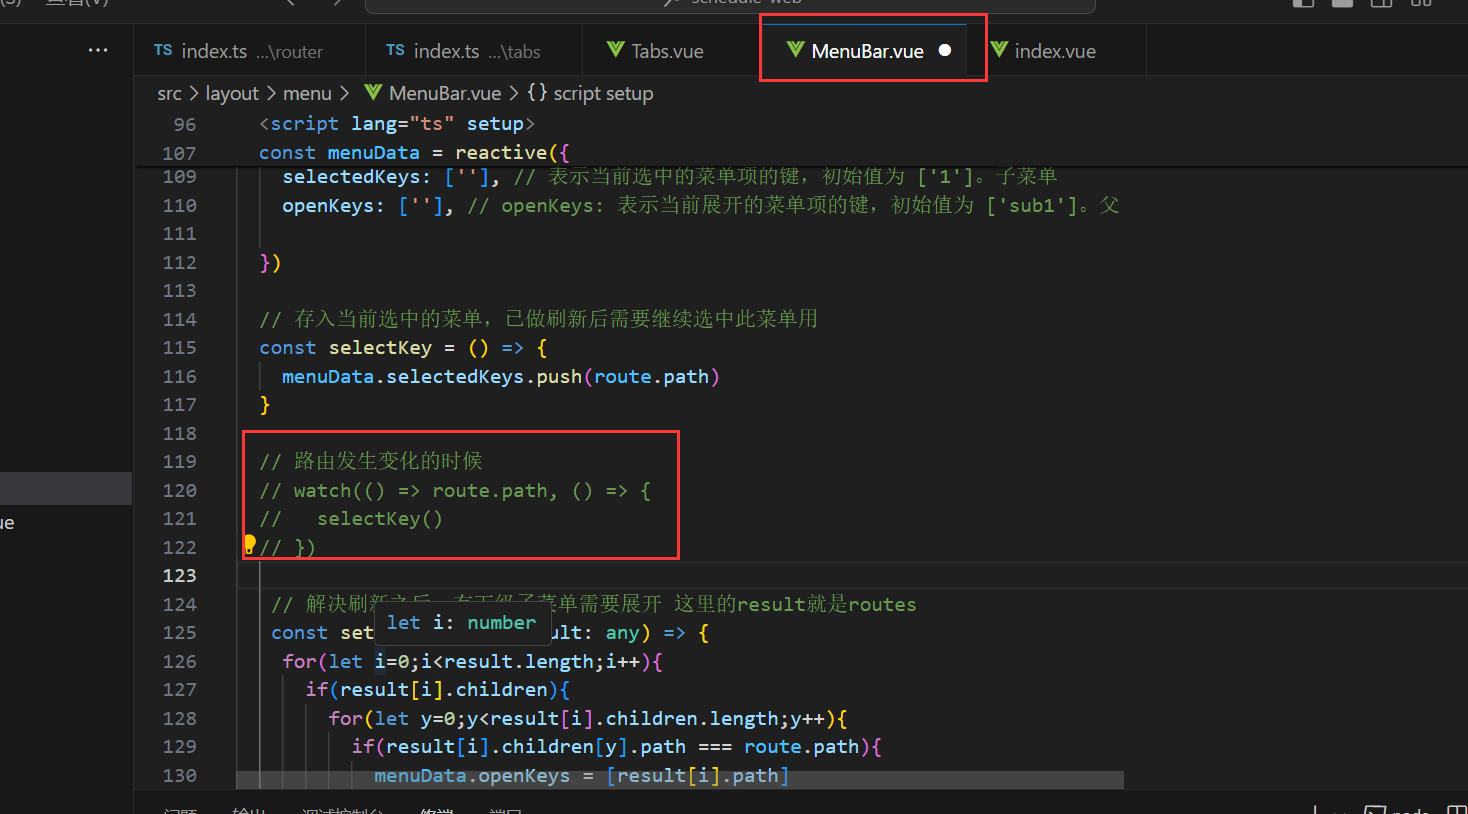 schedule-web
TS index.ts ...\router
TS index.ts ...\tabs
Tabs.vue
MenuBar.vue
index.vue
src > layout > menu > MenuBar.vue > {} script setup
96 <script lang="ts" setup>
107 const menuData = reactive({
109 selectedKeys: [''], // 表示当前选中的菜单项的键，初始值为 ['1']。子菜单
110 openKeys: [''], // openKeys: 表示当前展开的菜单项的键，初始值为 ['sub1']。父
111
112 })
113
114 // 存入当前选中的菜单，已做刷新后需要继续选中此菜单用
115 const selectKey = () => {
116 menuData.selectedKeys.push(route.path)
117 }
118
119 // 路由发生变化的时候
120 // watch(() => route.path, () => {
121 //   selectKey()
122 // })
123
124 // 解决刷新之后 菜单需要展开 这里的result就是routes
let i: number
125 const set ult: any) => {
126 for(let i=0;i<result.length;i++){
127 if(result[i].children){
128 for(let y=0;y<result[i].children.length;y++){
129 if(result[i].children[y].path === route.path){
130 menuData.openKeys = [result[i].path]
ue